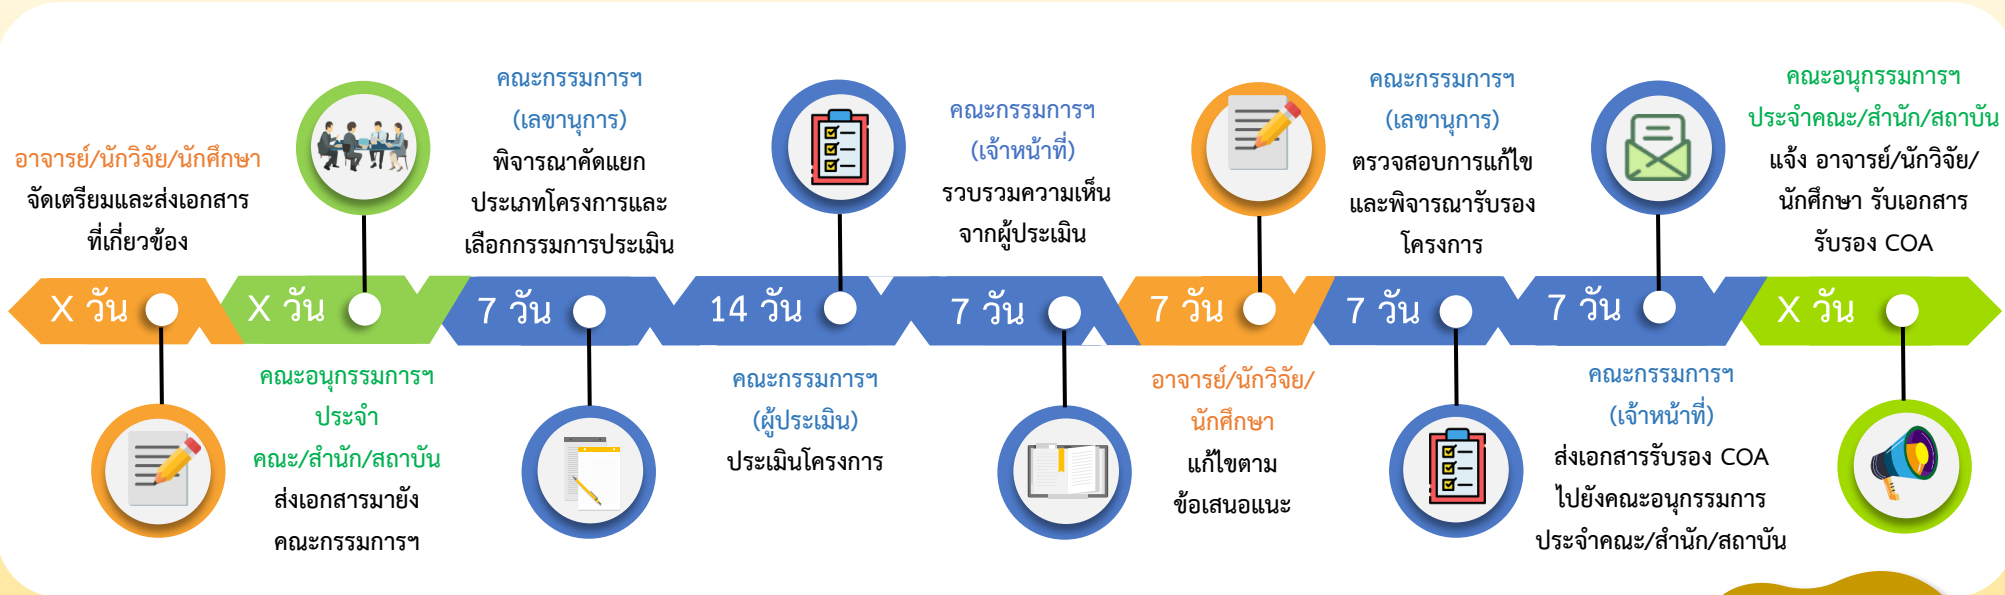 อาจารย์/นักวิจัย/นักศึกษา
จัดเตรียมและส่งเอกสาร
ที่เกี่ยวข้อง
X วัน
X วัน
คณะอนุกรรมการฯ
ประจำ
คณะ/สำนัก/สถาบัน
ส่งเอกสารมายัง
คณะกรรมการฯ
คณะกรรมการฯ
(เลขานุการ)
พิจารณาคัดแยก
ประเภทโครงการและ
เลือกกรรมการประเมิน
7 วัน
14 วัน
คณะกรรมการฯ
(ผู้ประเมิน)
ประเมินโครงการ
คณะกรรมการฯ
(เจ้าหน้าที่)
รวบรวมความเห็น
จากผู้ประเมิน
7 วัน
7 วัน
อาจารย์/นักวิจัย/
นักศึกษา
แก้ไขตาม
ข้อเสนอแนะ
คณะกรรมการฯ
(เลขานุการ)
ตรวจสอบการแก้ไข
และพิจารณารับรอง
โครงการ
7 วัน
7 วัน
คณะกรรมการฯ
(เจ้าหน้าที่)
ส่งเอกสารรับรอง COA
ไปยังคณะอนุกรรมการ
ประจำคณะ/สำนัก/สถาบัน
คณะอนุกรรมการฯ
ประจำคณะ/สำนัก/สถาบัน
แจ้ง อาจารย์/นักวิจัย/
นักศึกษา รับเอกสาร
รับรอง COA
X วัน